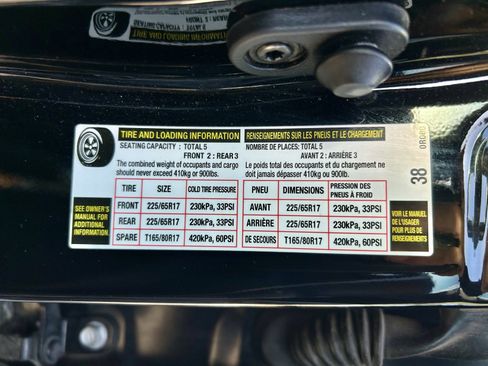 TIRE AND LOADING INFORMATION
SEATING CAPACITY : TOTAL 5
FRONT 2 : REAR 3
The combined weight of occupants and cargo
should never exceed 410kg or 900lbs.
TIRE SIZE COLD TIRE PRESSURE
FRONT 225/65R17 230kPa, 33PSI
REAR 225/65R17 230kPa, 33PSI
SPARE T165/80R17 420kPa, 60PSI
SEE OWNER'S
MANUAL FOR
ADDITIONAL
INFORMATION
RENSEIGNEMENTS SUR LES PNEUS ET LE CHARGEMENT
NOMBRE DE PLACES: TOTAL 5
AVANT 2 : ARRIÈRE 3
Le poids total des occupants et du chargement ne
doit jamais dépasser 410kg ou 900lb.
PNEU DIMENSIONS PRESSION DES
PNEUS À FROID
AVANT 225/65R17 230kPa, 33PSI
ARRIÈRE 225/65R17 230kPa, 33PSI
DE SECOURS T165/80R17 420kPa, 60PSI
VOIR LE MANUEL
DE L'USAGER
POUR PLUS DE
RENSEIGNEMENTS
38